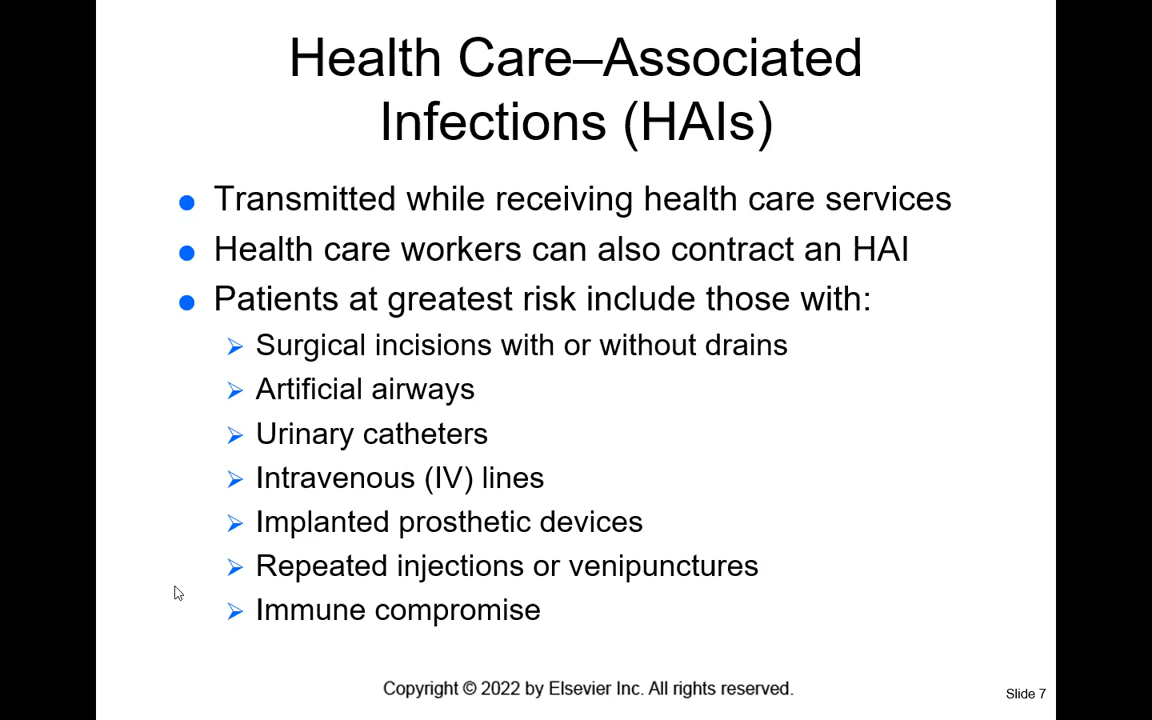 Health Care–Associated
Infections (HAIs)
● Transmitted while receiving health care services
● Health care workers can also contract an HAI
● Patients at greatest risk include those with:
➢ Surgical incisions with or without drains
➢ Artificial airways
➢ Urinary catheters
➢ Intravenous (IV) lines
➢ Implanted prosthetic devices
➢ Repeated injections or venipunctures
➢ Immune compromise
Copyright © 2022 by Elsevier Inc. All rights reserved.
Slide 7